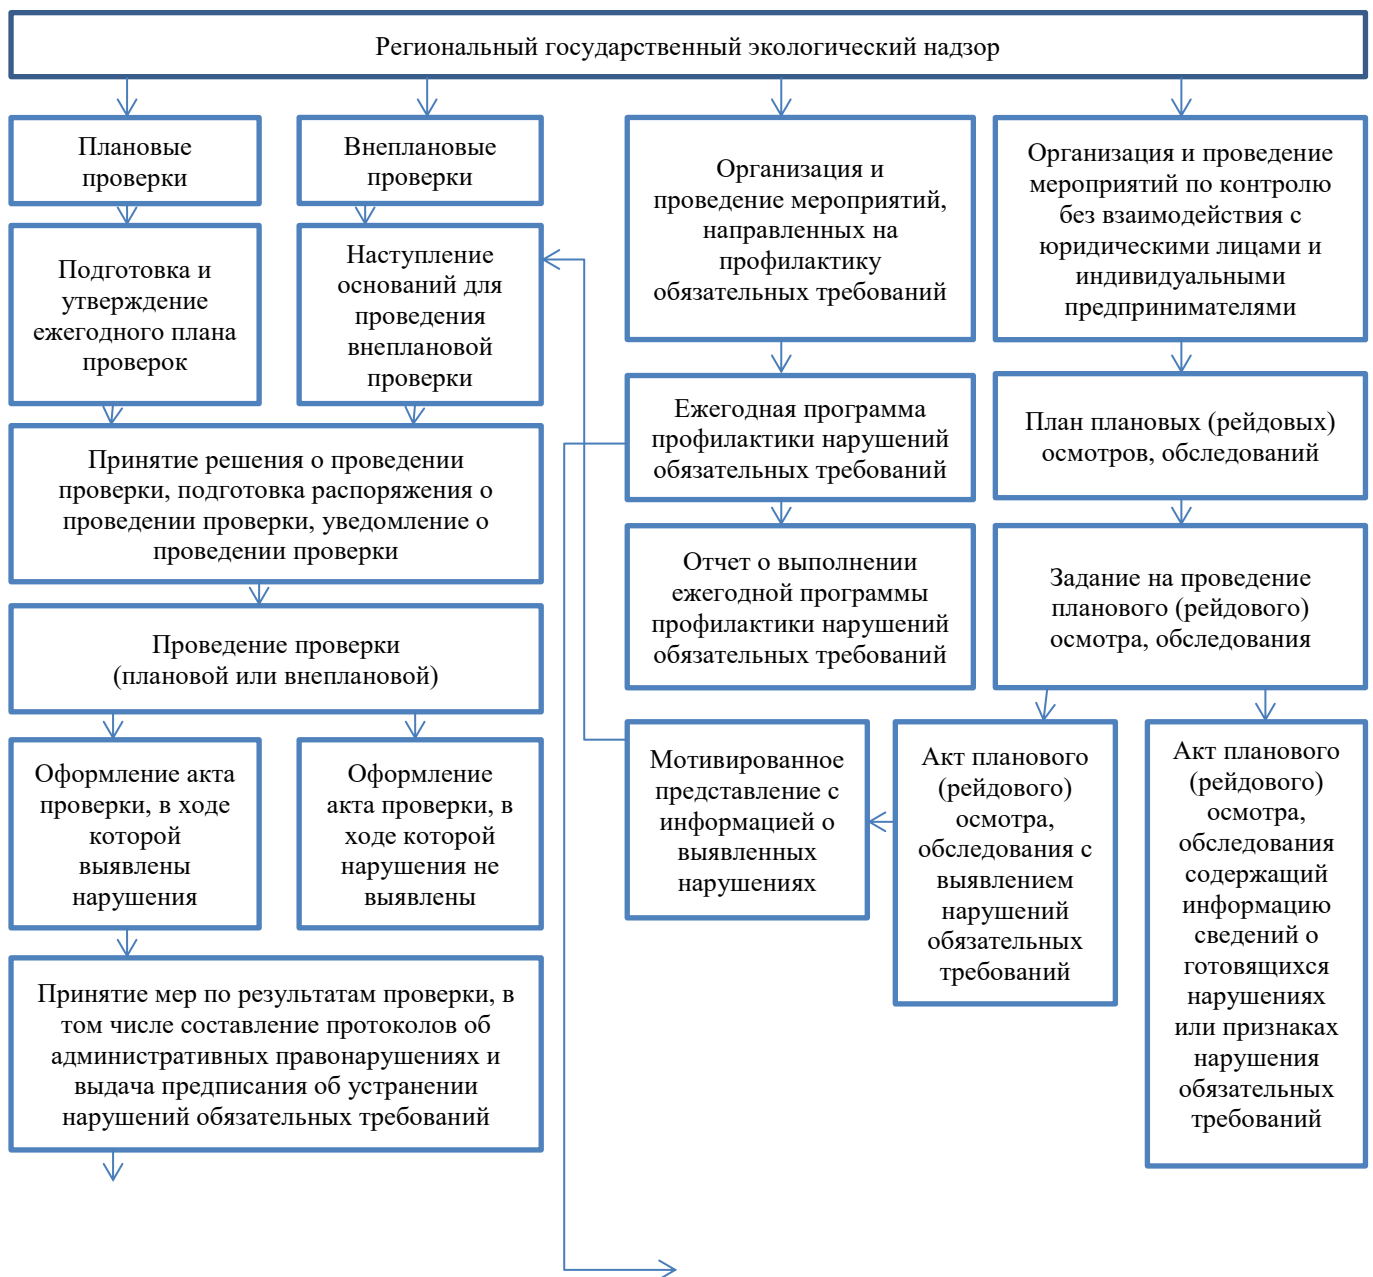 Региональный государственный экологический надзор
Плановые
проверки
Внеплановые
проверки
Организация и
проведение мероприятий,
направленных на
профилактику
обязательных требований
Организация и проведение
мероприятий по контролю
без взаимодействия с
юридическими лицами и
индивидуальными
предпринимателями
Подготовка и
утверждение
ежегодного плана
проверок
Наступление
оснований для
проведения
внеплановой
проверки
Ежегодная программа
профилактики нарушений
обязательных требований
План плановых (рейдовых)
осмотров, обследований
Принятие решения о проведении
проверки, подготовка распоряжения о
проведении проверки, уведомление о
проведении проверки
Отчет о выполнении
ежегодной программы
профилактики нарушений
обязательных требований
Задание на проведение
планового (рейдового)
осмотра, обследования
Проведение проверки
(плановой или внеплановой)
Оформление акта
проверки, в ходе
которой
выявлены
нарушения
Оформление
акта проверки, в
ходе которой
нарушения не
выявлены
Мотивированное
представление с
информацией о
выявленных
нарушениях
Акт планового
(рейдового)
осмотра,
обследования с
выявлением
нарушений
обязательных
требований
Акт планового
(рейдового)
осмотра,
обследования
содержащий
информацию
сведений о
готовящихся
нарушениях
или признаках
нарушения
обязательных
требований
Принятие мер по результатам проверки, в
том числе составление протоколов об
административных правонарушениях и
выдача предписания об устранении
нарушений обязательных требований